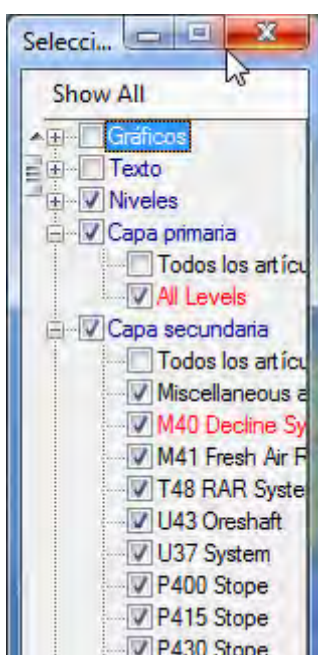 Selecci...
Show All
Gráficos
Texto
Niveles
Capa primaria
Todos los artícu
All Levels
Capa secundaria
Todos los artícu
Miscellaneous a
M40 Decline Sy
M41 Fresh Air R
T48 RAR Syste
U43 Oreshaft
U37 System
P400 Stope
P415 Stope
P430 Stope